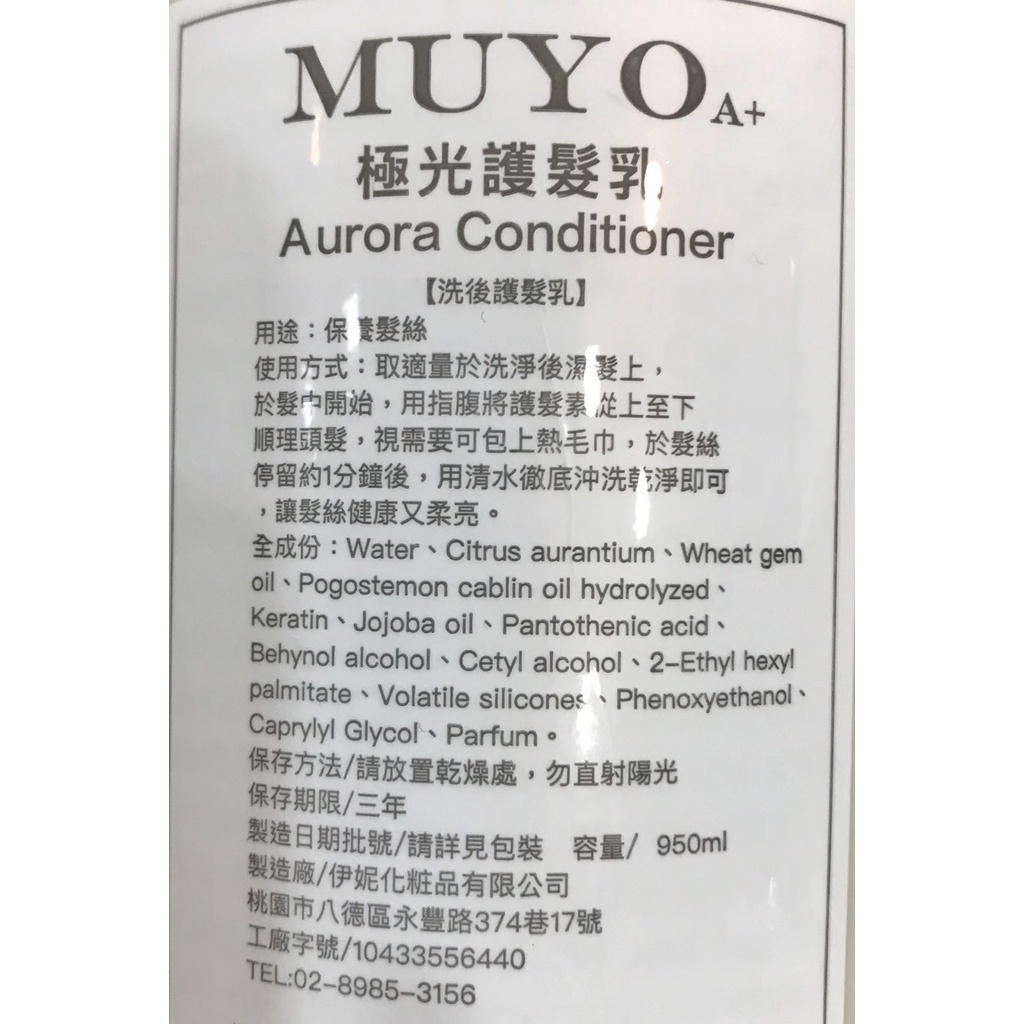 MUYO A+
極光護髮乳
Aurora Conditioner
【洗後護髮乳】
用途：保養髮絲
使用方式：取適量於洗淨後濕髮上，
於髮中開始，用指腹將護髮素從上至下
順理頭髮，視需要可包上熱毛巾，於髮絲
停留約1分鐘後，用清水徹底沖洗乾淨即可
，讓髮絲健康又柔亮。
全成份：Water、Citrus aurantium、Wheat gem
oil、Pogostemon cablin oil hydrolyzed、
Keratin、Jojoba oil、Pantothenic acid、
Behynol alcohol、Cetyl alcohol、2-Ethyl hexyl
palmitate、Volatile silicones、Phenoxyethanol、
Caprylyl Glycol、Parfum。
保存方法/請放置乾燥處，勿直射陽光
保存期限/三年
製造日期批號/請詳見包裝 容量/ 950ml
製造廠/伊妮化粧品有限公司
桃園市八德區永豐路374巷17號
工廠字號/10433556440
TEL:02-8985-3156